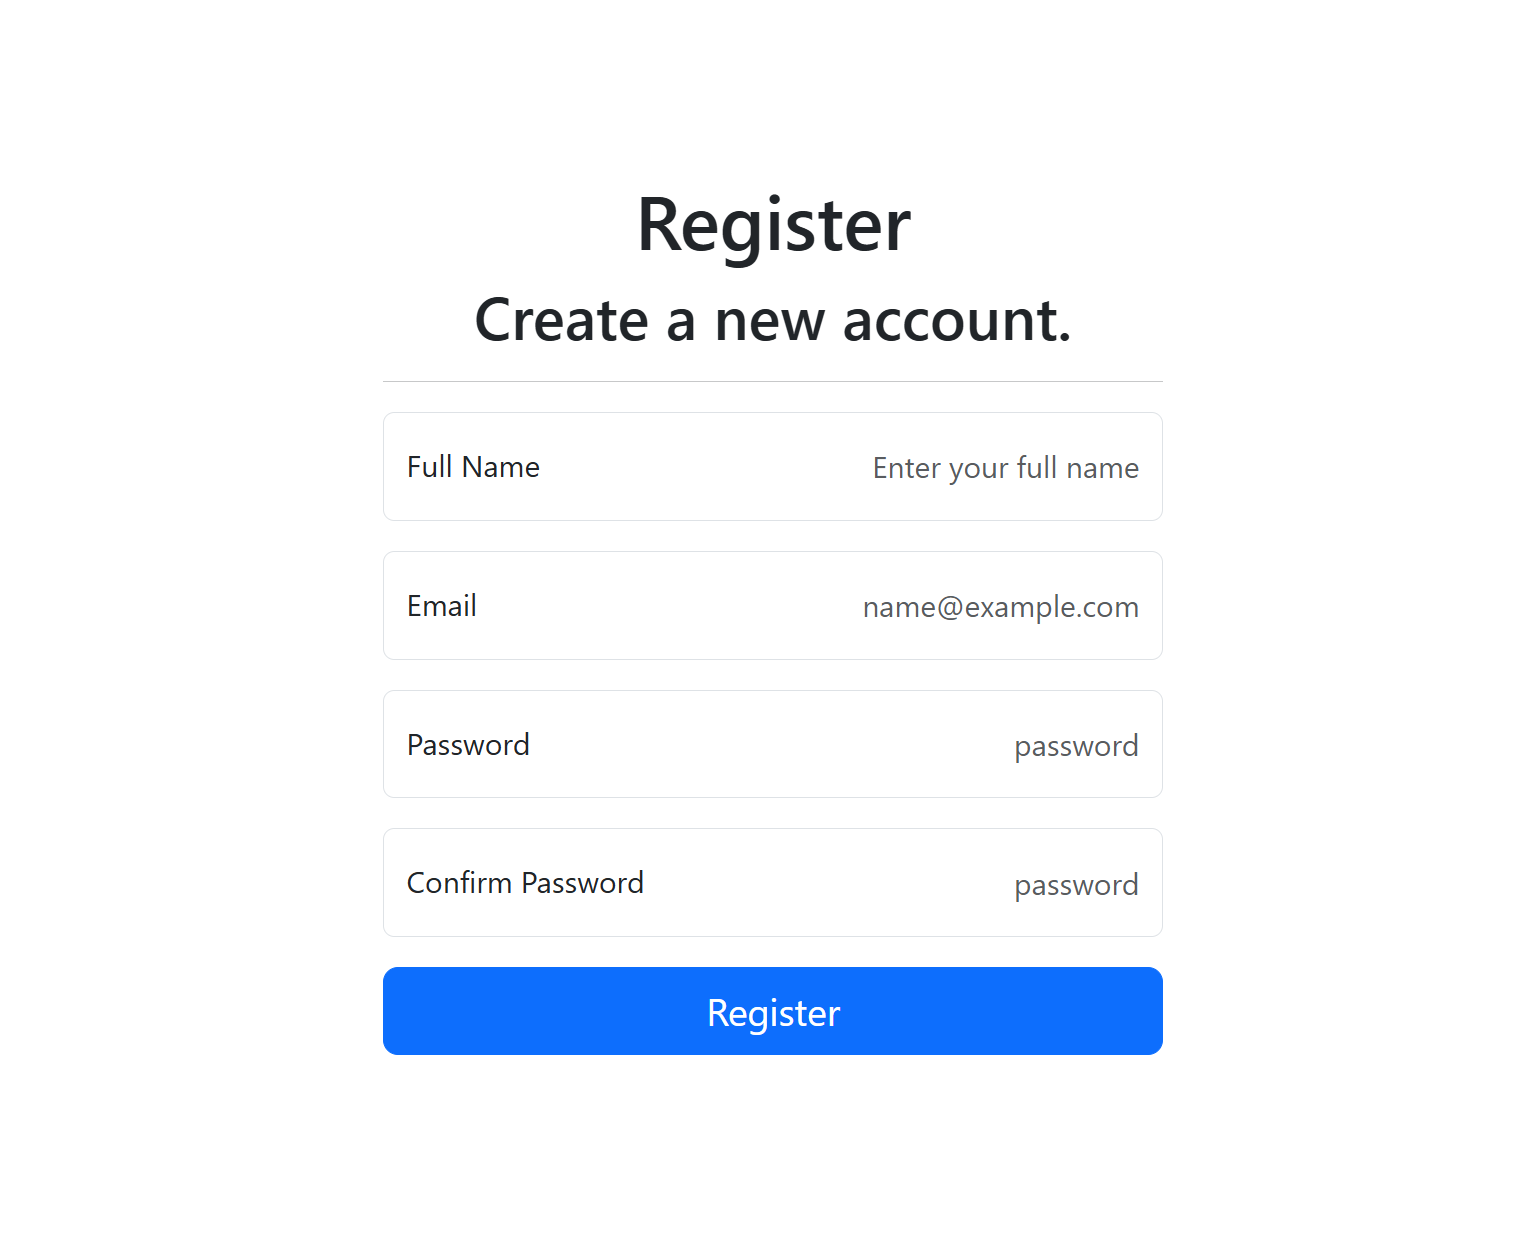 Register
Create a new account.
Full Name Enter your full name
Email name@example.com
Password password
Confirm Password password
Register